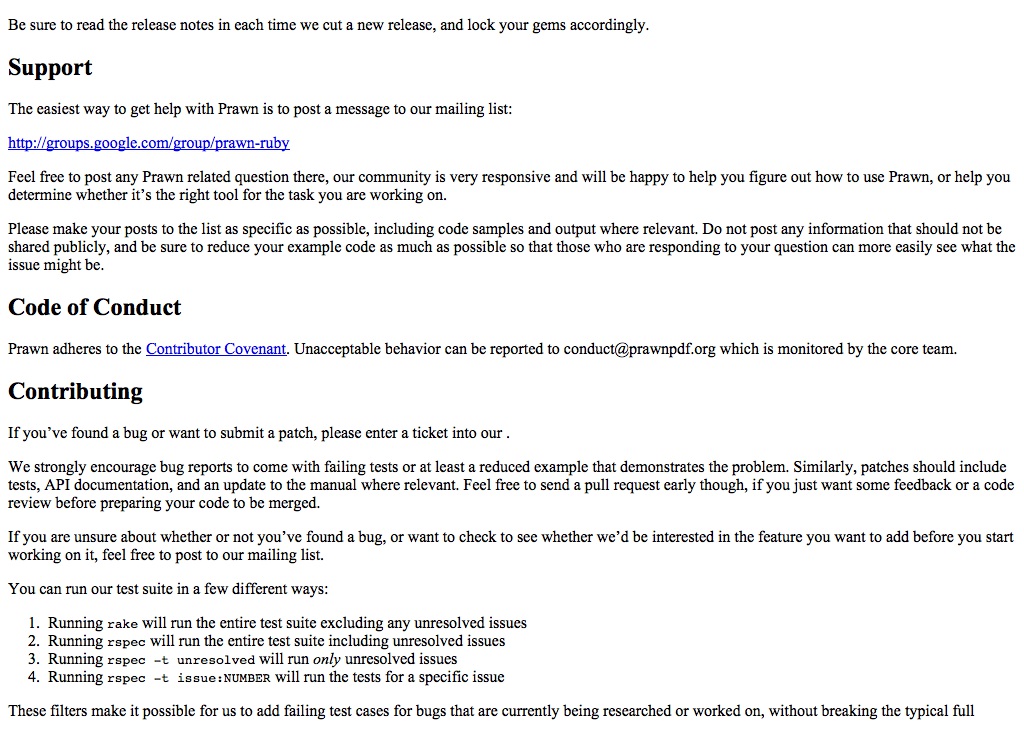 Be sure to read the release notes in each time we cut a new release, and lock your gems accordingly.
Support
The easiest way to get help with Prawn is to post a message to our mailing list:
http://groups.google.com/group/prawn-ruby
Feel free to post any Prawn related question there, our community is very responsive and will be happy to help you figure out how to use Prawn, or help you
determine whether it’s the right tool for the task you are working on.
Please make your posts to the list as specific as possible, including code samples and output where relevant. Do not post any information that should not be
shared publicly, and be sure to reduce your example code as much as possible so that those who are responding to your question can more easily see what the
issue might be.
Code of Conduct
Prawn adheres to the Contributor Covenant. Unacceptable behavior can be reported to conduct@prawnpdf.org which is monitored by the core team.
Contributing
If you’ve found a bug or want to submit a patch, please enter a ticket into our .
We strongly encourage bug reports to come with failing tests or at least a reduced example that demonstrates the problem. Similarly, patches should include
tests, API documentation, and an update to the manual where relevant. Feel free to send a pull request early though, if you just want some feedback or a code
review before preparing your code to be merged.
If you are unsure about whether or not you’ve found a bug, or want to check to see whether we’d be interested in the feature you want to add before you start
working on it, feel free to post to our mailing list.
You can run our test suite in a few different ways:
1. Running rake will run the entire test suite excluding any unresolved issues
2. Running rspec will run the entire test suite including unresolved issues
3. Running rspec -t unresolved will run only unresolved issues
4. Running rspec -t issue:NUMBER will run the tests for a specific issue
These filters make it possible for us to add failing test cases for bugs that are currently being researched or worked on, without breaking the typical full